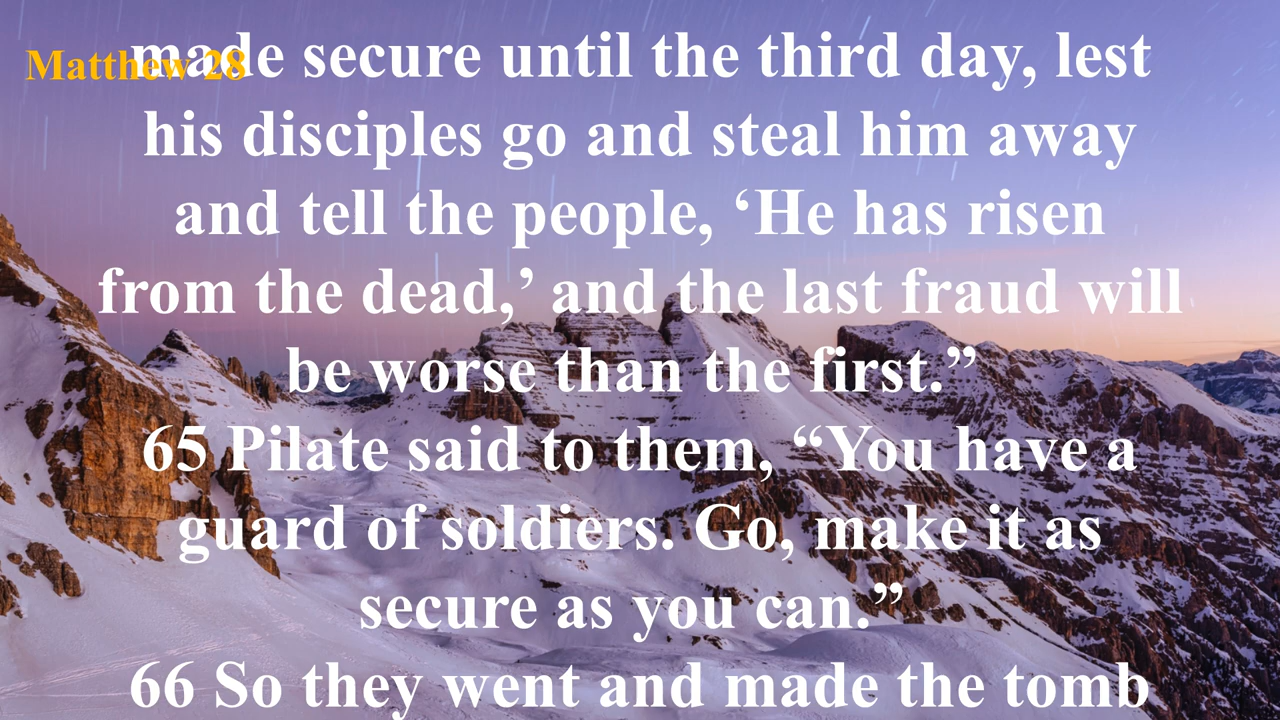 Matthew 28
made secure until the third day, lest
his disciples go and steal him away
and tell the people, ‘He has risen
from the dead,’ and the last fraud will
be worse than the first.”
65 Pilate said to them, “You have a
guard of soldiers. Go, make it as
secure as you can.”
66 So they went and made the tomb